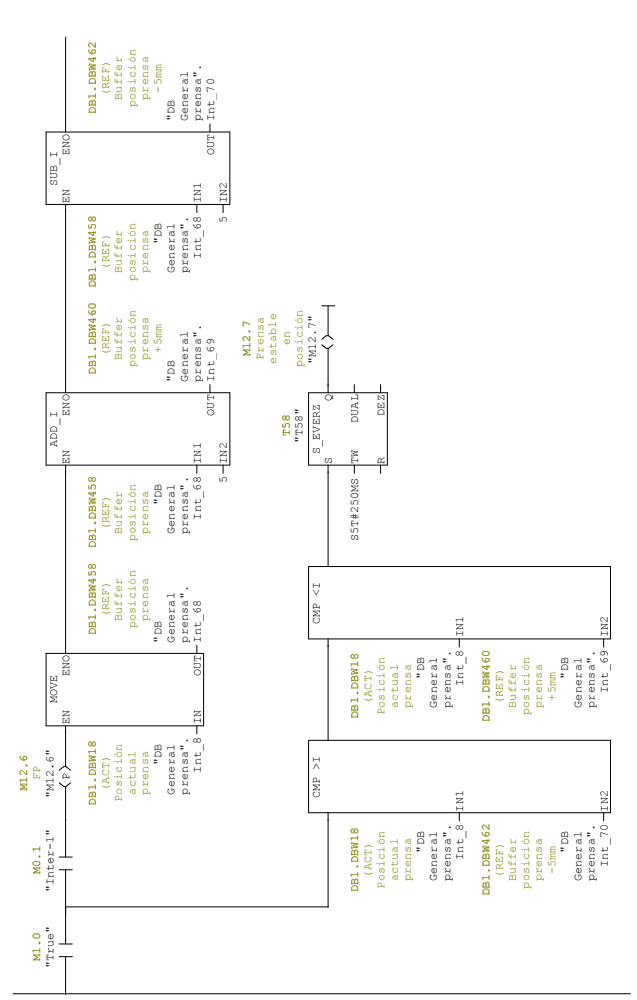 M1.0
"True"
M0.1
"Inter-1"
M12.6
FP
"M12.6"
P
MOVE
EN
ENO
DB1.DBW18
(ACT)
Posición
actual
prensa
"DB
General
prensa".
Int_8
IN
OUT
DB1.DBW458
(REF)
Buffer
posición
prensa
"DB
General
prensa".
Int_68
ADD_I
EN
ENO
DB1.DBW458
(REF)
Buffer
posición
prensa
"DB
General
prensa".
Int_68
IN1
5
IN2
OUT
DB1.DBW460
(REF)
Buffer
posición
prensa
+5mm
"DB
General
prensa".
Int_69
SUB_I
EN
ENO
DB1.DBW458
(REF)
Buffer
posición
prensa
"DB
General
prensa".
Int_68
IN1
5
IN2
OUT
DB1.DBW462
(REF)
Buffer
posición
prensa
-5mm
"DB
General
prensa".
Int_70
CMP >I
DB1.DBW18
(ACT)
Posición
actual
prensa
"DB
General
prensa".
Int_8
IN1
DB1.DBW462
(REF)
Buffer
posición
prensa
-5mm
"DB
General
prensa".
Int_70
IN2
CMP <I
DB1.DBW18
(ACT)
Posición
actual
prensa
"DB
General
prensa".
Int_8
IN1
DB1.DBW460
(REF)
Buffer
posición
prensa
+5mm
"DB
General
prensa".
Int_69
IN2
T58
"T58"
S_EVERZ
S
Q
S5T#250MS
TW
DUAL
R
DEZ
M12.7
Prensa
estable
en
posición
"M12.7"